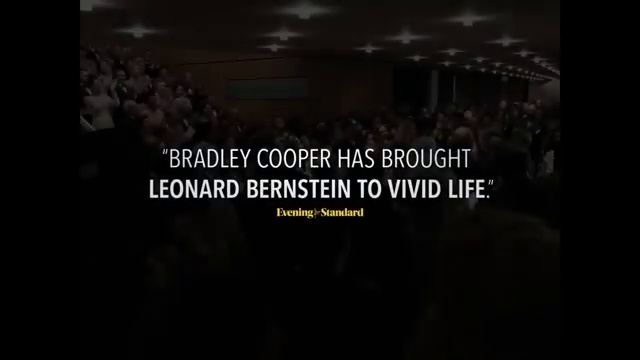 “BRADLEY COOPER HAS BROUGHT
LEONARD BERNSTEIN TO VIVID LIFE.”
Evening Standard